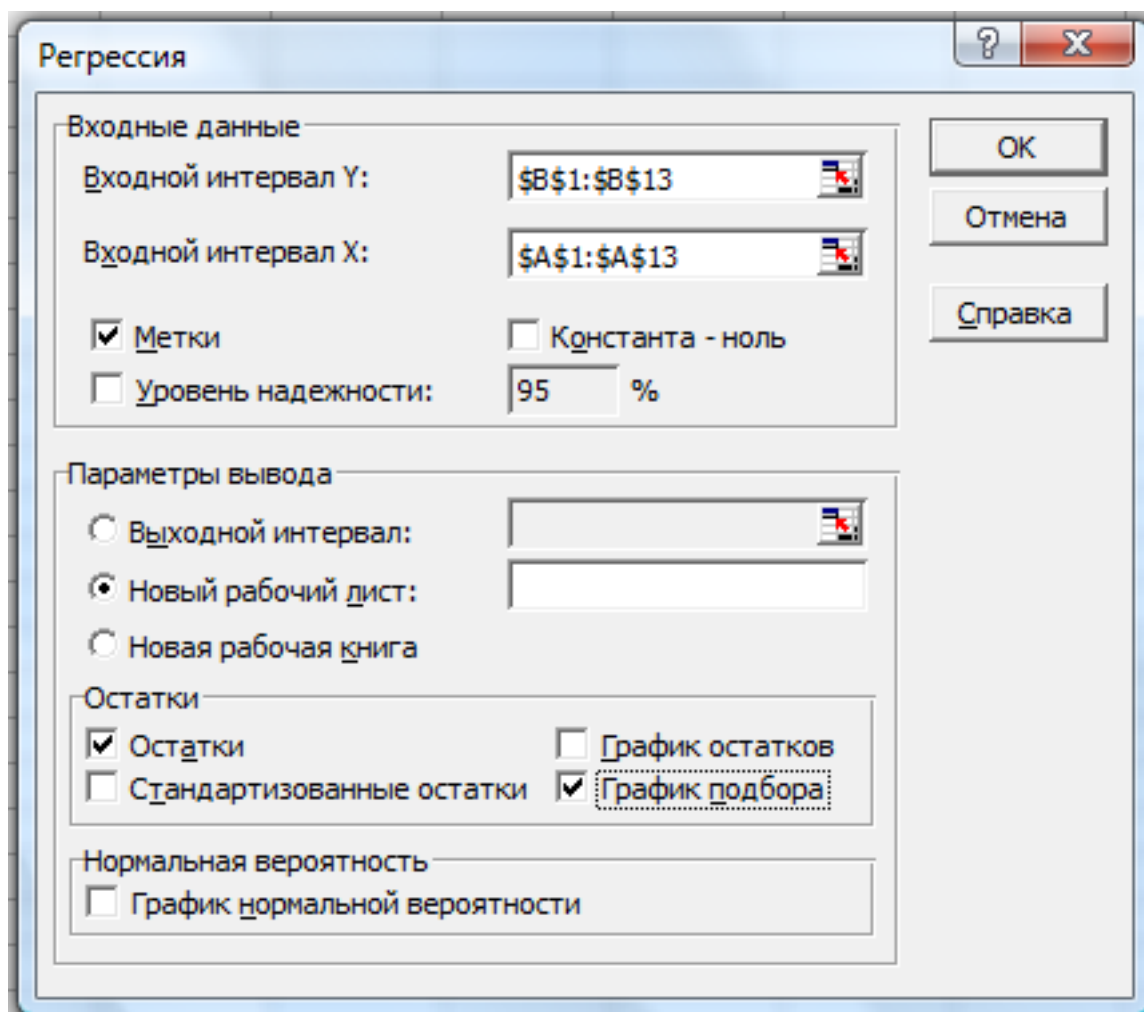 Регрессия
Входные данные
Входной интервал Y:
$B$1:$B$13
Входной интервал X:
$A$1:$A$13
Метки
Константа - ноль
Уровень надежности:
95
%
Параметры вывода
Выходной интервал:
Новый рабочий лист:
Новая рабочая книга
Остатки
Остатки
График остатков
Стандартизованные остатки
График подбора
Нормальная вероятность
График нормальной вероятности
?
X
OK
Отмена
Справка